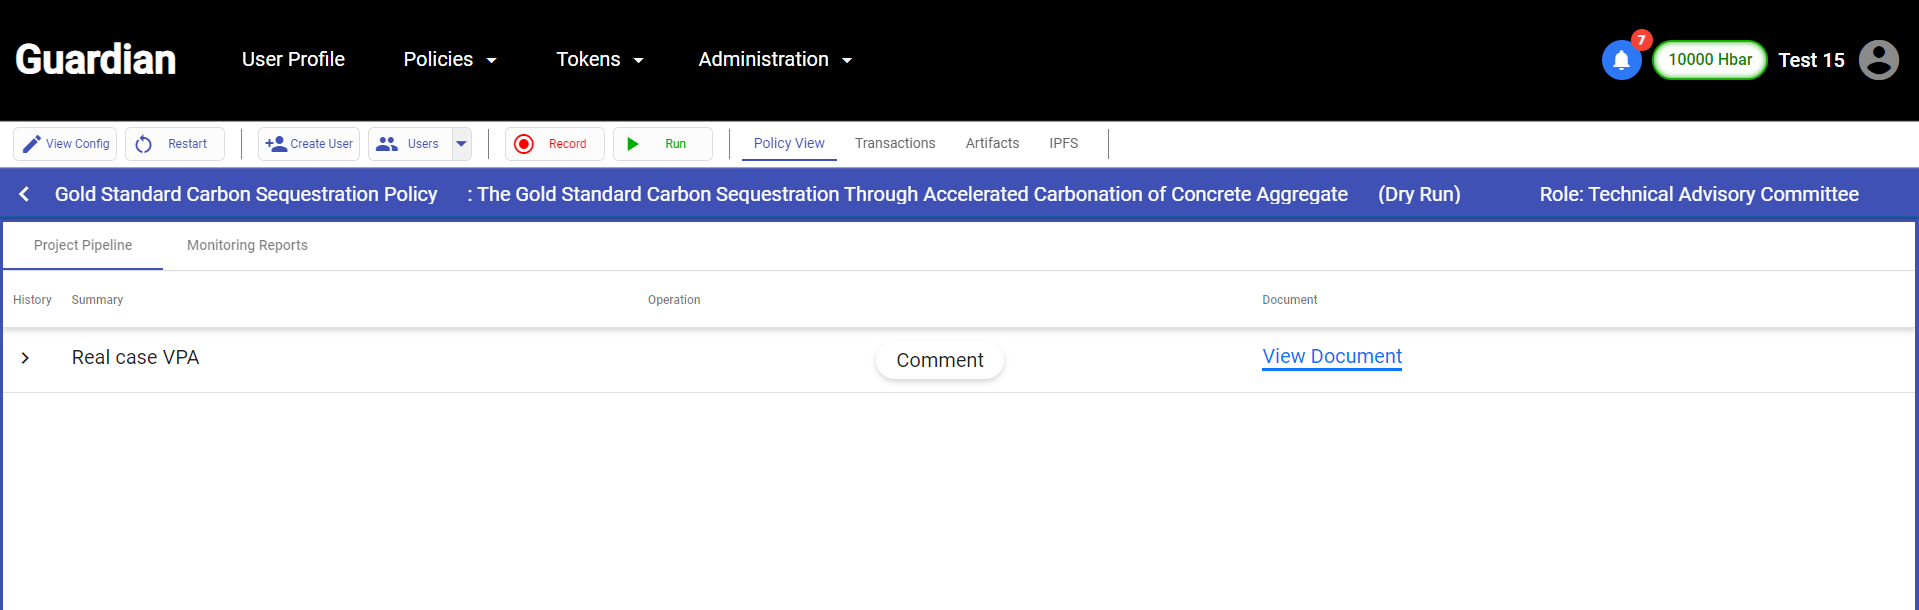 Guardian User Profile Policies Tokens Administration 7 10000 Hbar Test 15
View Config Restart Create User Users Record Run Policy View Transactions Artifacts IPFS
Gold Standard Carbon Sequestration Policy : The Gold Standard Carbon Sequestration Through Accelerated Carbonation of Concrete Aggregate (Dry Run) Role: Technical Advisory Committee
Project Pipeline Monitoring Reports
History Summary Operation Document
Real case VPA Comment View Document